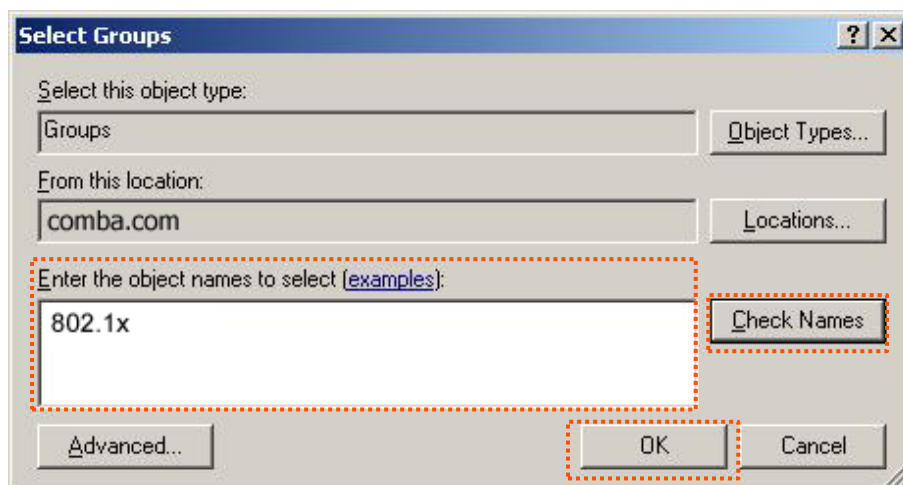 Select Groups
Select this object type:
Groups
Object Types...
From this location:
comba.com
Locations...
Enter the object names to select (examples):
802.1x
Check Names
Advanced...
OK
Cancel